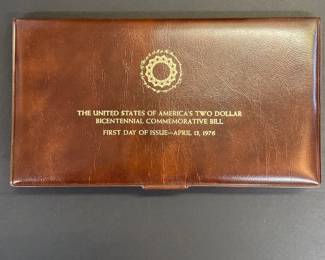 THE UNITED STATES OF AMERICA'S TWO DOLLAR
BICENTENNIAL COMMEMORATIVE BILL
FIRST DAY OF ISSUE—APRIL 13, 1976